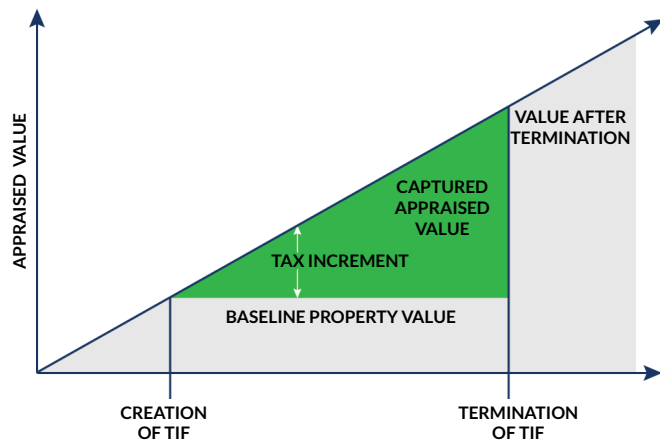 APPRAISED VALUE
VALUE AFTER
TERMINATION
CAPTURED
APPRAISED
VALUE
TAX INCREMENT
BASELINE PROPERTY VALUE
CREATION
OF TIF
TERMINATION
OF TIF